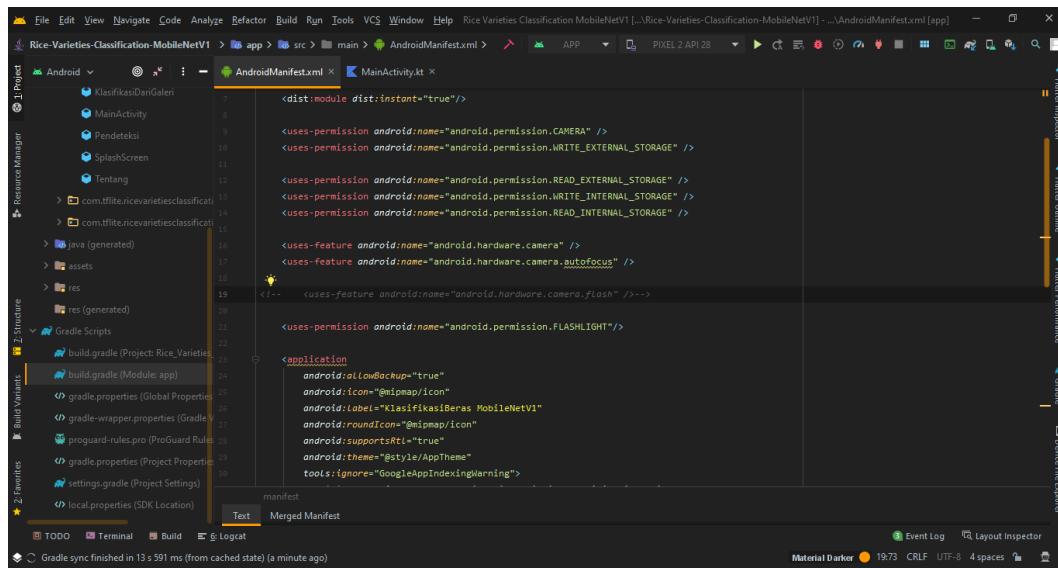 File Edit View Navigate Code Analyze Refactor Build Run Tools VCS Window Help Rice Varieties Classification MobileNetV1 [...\Rice-Varieties-Classification-MobileNetV1] - ...\AndroidManifest.xml [app]
Rice-Varieties-Classification-MobileNetV1 app src main AndroidManifest.xml APP PIXEL 2 API 28
Android
AndroidManifest.xml
MainActivity.kt
1: Project
Resource Manager
7: Structure
Build Variants
2: Favorites
KlasifikasiDariGaleri
MainActivity
Pendeteksi
SplashScreen
Tentang
com.tflite.ricevarietiesclassificati
com.tflite.ricevarietiesclassificati
java (generated)
assets
res
res (generated)
Gradle Scripts
build.gradle (Project: Rice_Varieties
build.gradle (Module: app)
gradle.properties (Global Properties
gradle-wrapper.properties (Gradle V
proguard-rules.pro (ProGuard Rule
gradle.properties (Project Propertie
settings.gradle (Project Settings)
local.properties (SDK Location)
7 <dist:module dist:instant="true"/>
8
9 <uses-permission android:name="android.permission.CAMERA" />
10 <uses-permission android:name="android.permission.WRITE_EXTERNAL_STORAGE" />
11
12 <uses-permission android:name="android.permission.READ_EXTERNAL_STORAGE" />
13 <uses-permission android:name="android.permission.WRITE_INTERNAL_STORAGE" />
14 <uses-permission android:name="android.permission.READ_INTERNAL_STORAGE" />
15
16 <uses-feature android:name="android.hardware.camera" />
17 <uses-feature android:name="android.hardware.camera.autofocus" />
18
19 <!-- <uses-feature android:name="android.hardware.camera.flash" />-->
20
21 <uses-permission android:name="android.permission.FLASHLIGHT"/>
22
23 <application
24 android:allowBackup="true"
25 android:icon="@mipmap/icon"
26 android:label="KlasifikasiBeras MobileNetV1"
27 android:roundIcon="@mipmap/icon"
28 android:supportsRtl="true"
29 android:theme="@style/AppTheme"
30 tools:ignore="GoogleAppIndexingWarning">
manifest
Text Merged Manifest
TODO Terminal Build 6: Logcat 3 Event Log Layout Inspector
Gradle sync finished in 13 s 591 ms (from cached state) (a minute ago) Material Darker 19:73 CRLF UTF-8 4 spaces